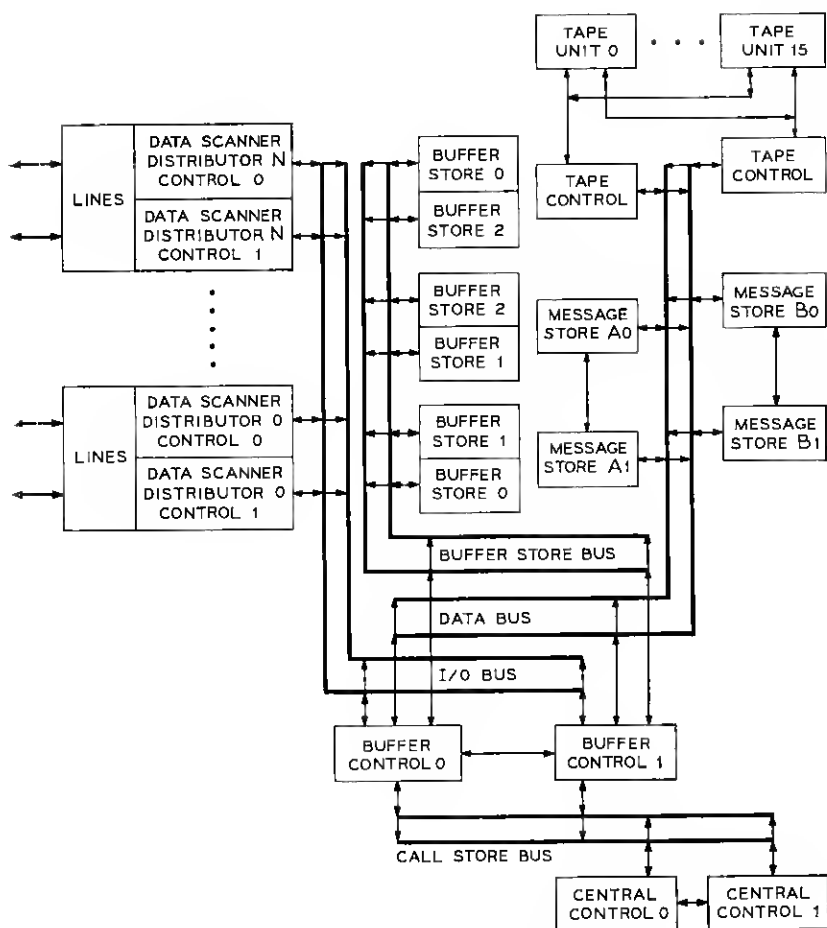 TAPE
UNIT 0
. . .
TAPE
UNIT 15
LINES
DATA SCANNER
DISTRIBUTOR N
CONTROL 0
DATA SCANNER
DISTRIBUTOR N
CONTROL 1
BUFFER
STORE 0
BUFFER
STORE 2
TAPE
CONTROL
TAPE
CONTROL
BUFFER
STORE 2
BUFFER
STORE 1
MESSAGE
STORE A0
MESSAGE
STORE B0
LINES
DATA SCANNER
DISTRIBUTOR 0
CONTROL 0
DATA SCANNER
DISTRIBUTOR 0
CONTROL 1
BUFFER
STORE 1
BUFFER
STORE 0
MESSAGE
STORE A1
MESSAGE
STORE B1
BUFFER STORE BUS
DATA BUS
I/O BUS
BUFFER
CONTROL 0
BUFFER
CONTROL 1
CALL STORE BUS
CENTRAL
CONTROL 0
CENTRAL
CONTROL 1